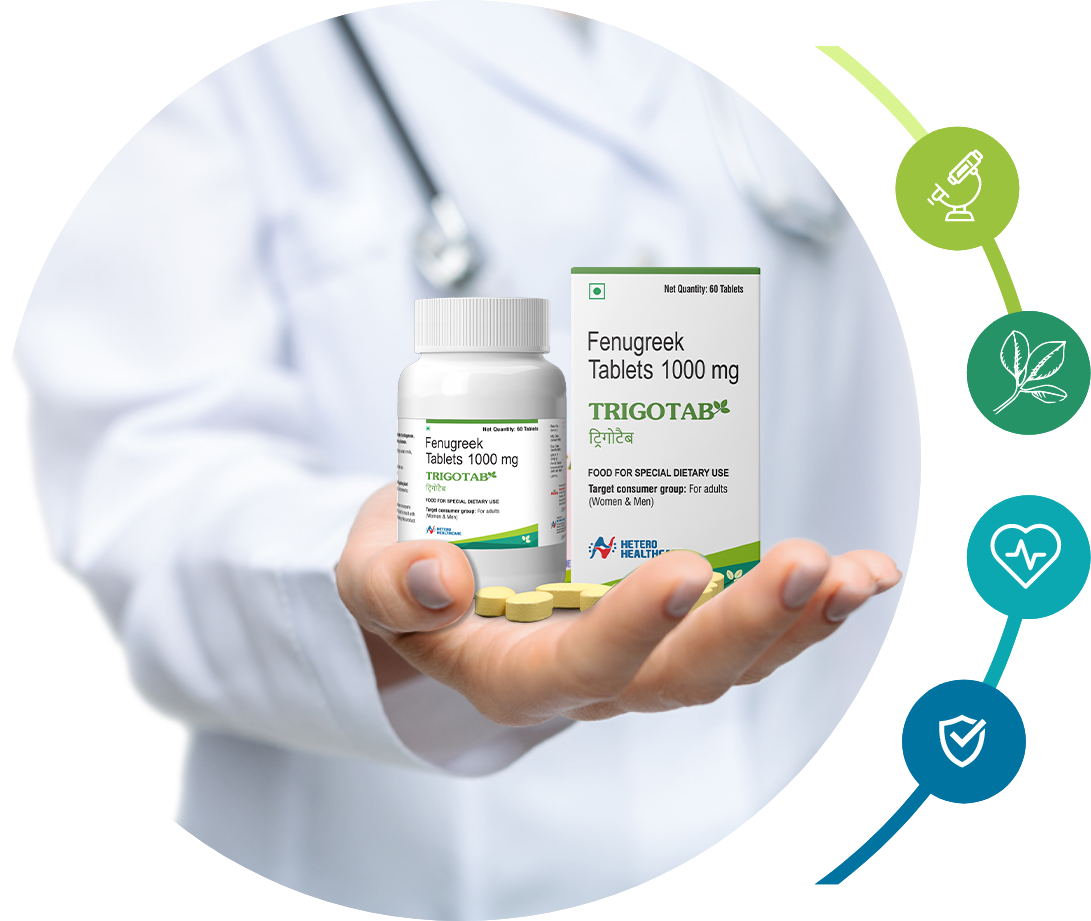 Net Quantity: 60 Tablets
Fenugreek
Tablets 1000 mg
TRIGOTAB
ट्रिगोटैब
FOOD FOR SPECIAL DIETARY USE
Target consumer group: For adults
(Women & Men)
HETERO
HEALTHCARE
Net Quantity: 60 Tablets
Fenugreek
Tablets 1000 mg
TRIGOTAB
ट्रिगोटैब
FOOD FOR SPECIAL DIETARY USE
Target consumer group: For adults
(Women & Men)
HETERO